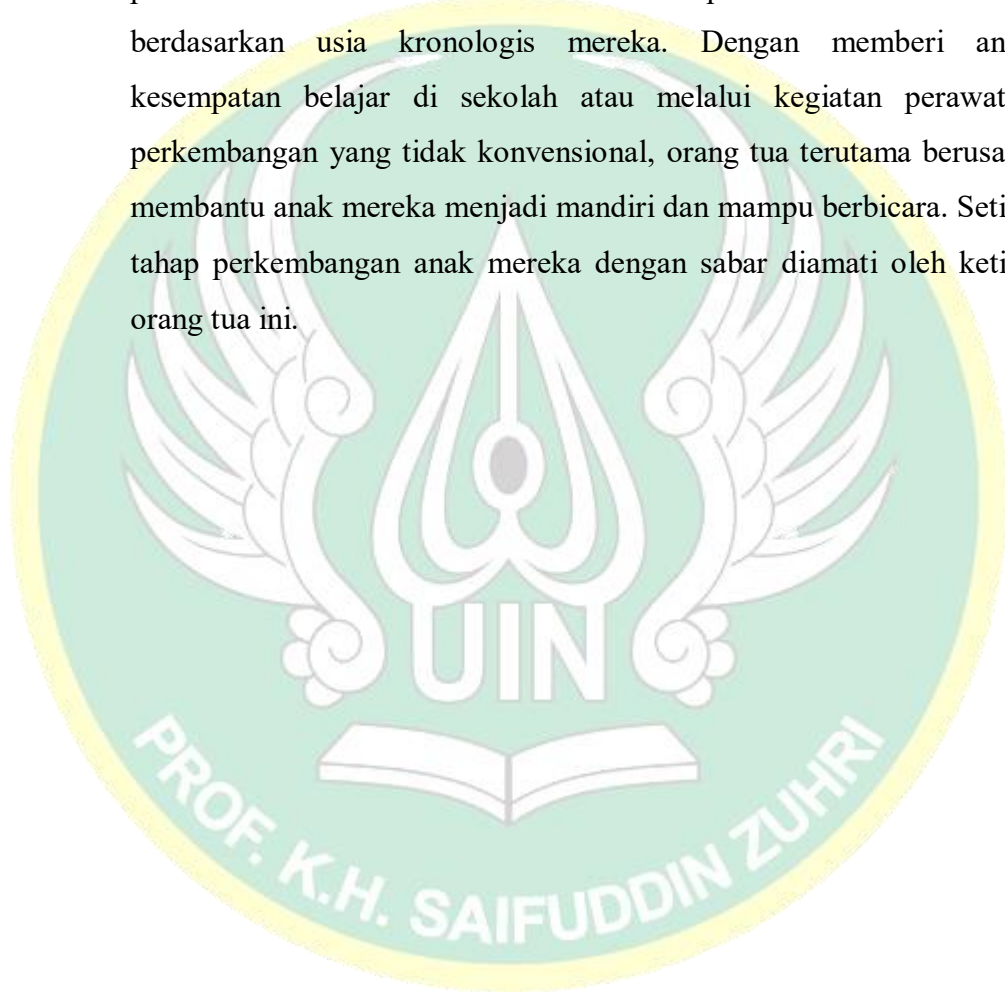 berdasarkan usia kronologis mereka. Dengan memberi an
kesempatan belajar di sekolah atau melalui kegiatan perawat
perkembangan yang tidak konvensional, orang tua terutama berusa
membantu anak mereka menjadi mandiri dan mampu berbicara. Seti
tahap perkembangan anak mereka dengan sabar diamati oleh keti
orang tua ini.
UIN
PROF. K.H. SAIFUDDIN ZUHRI